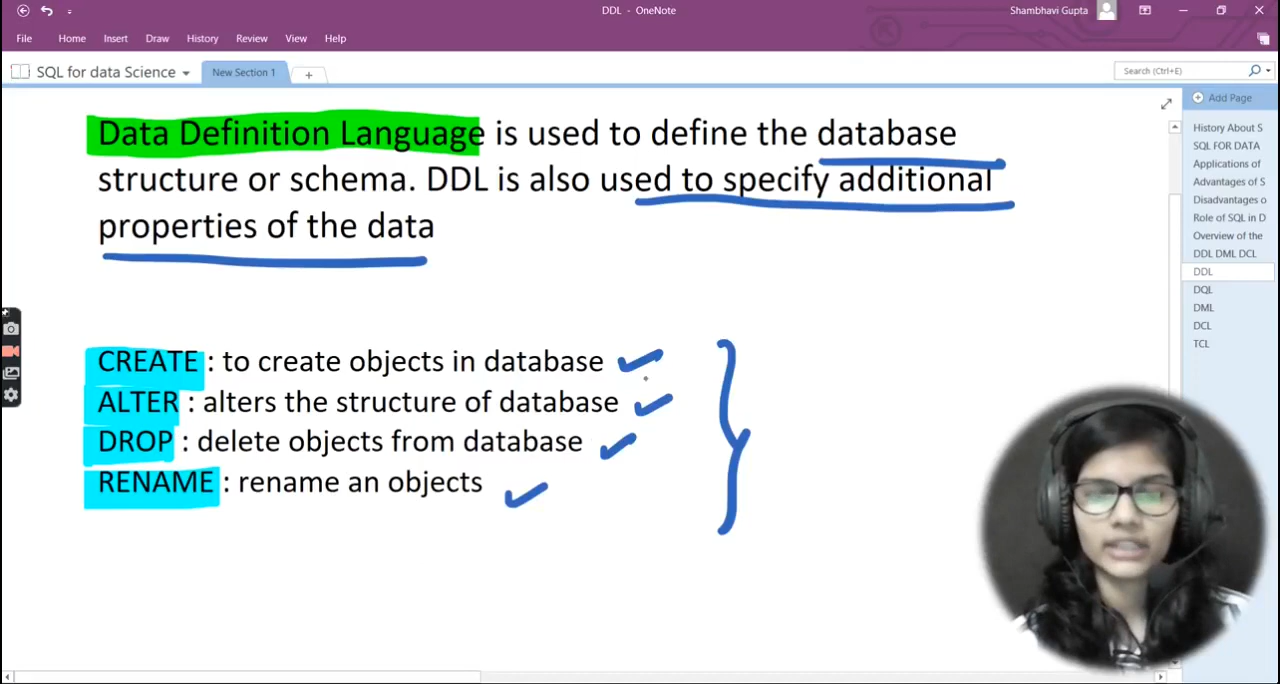 DDL - OneNote
Shambhavi Gupta
File Home Insert Draw History Review View Help
SQL for data Science
New Section 1
+
Search (Ctrl+E)
Data Definition Language is used to define the database
structure or schema. DDL is also used to specify additional
properties of the data
CREATE : to create objects in database
ALTER : alters the structure of database
DROP : delete objects from database
RENAME : rename an objects
Add Page
History About S
SQL FOR DATA
Applications of
Advantages of S
Disadvantages o
Role of SQL in D
Overview of the
DDL DML DCL
DDL
DQL
DML
DCL
TCL